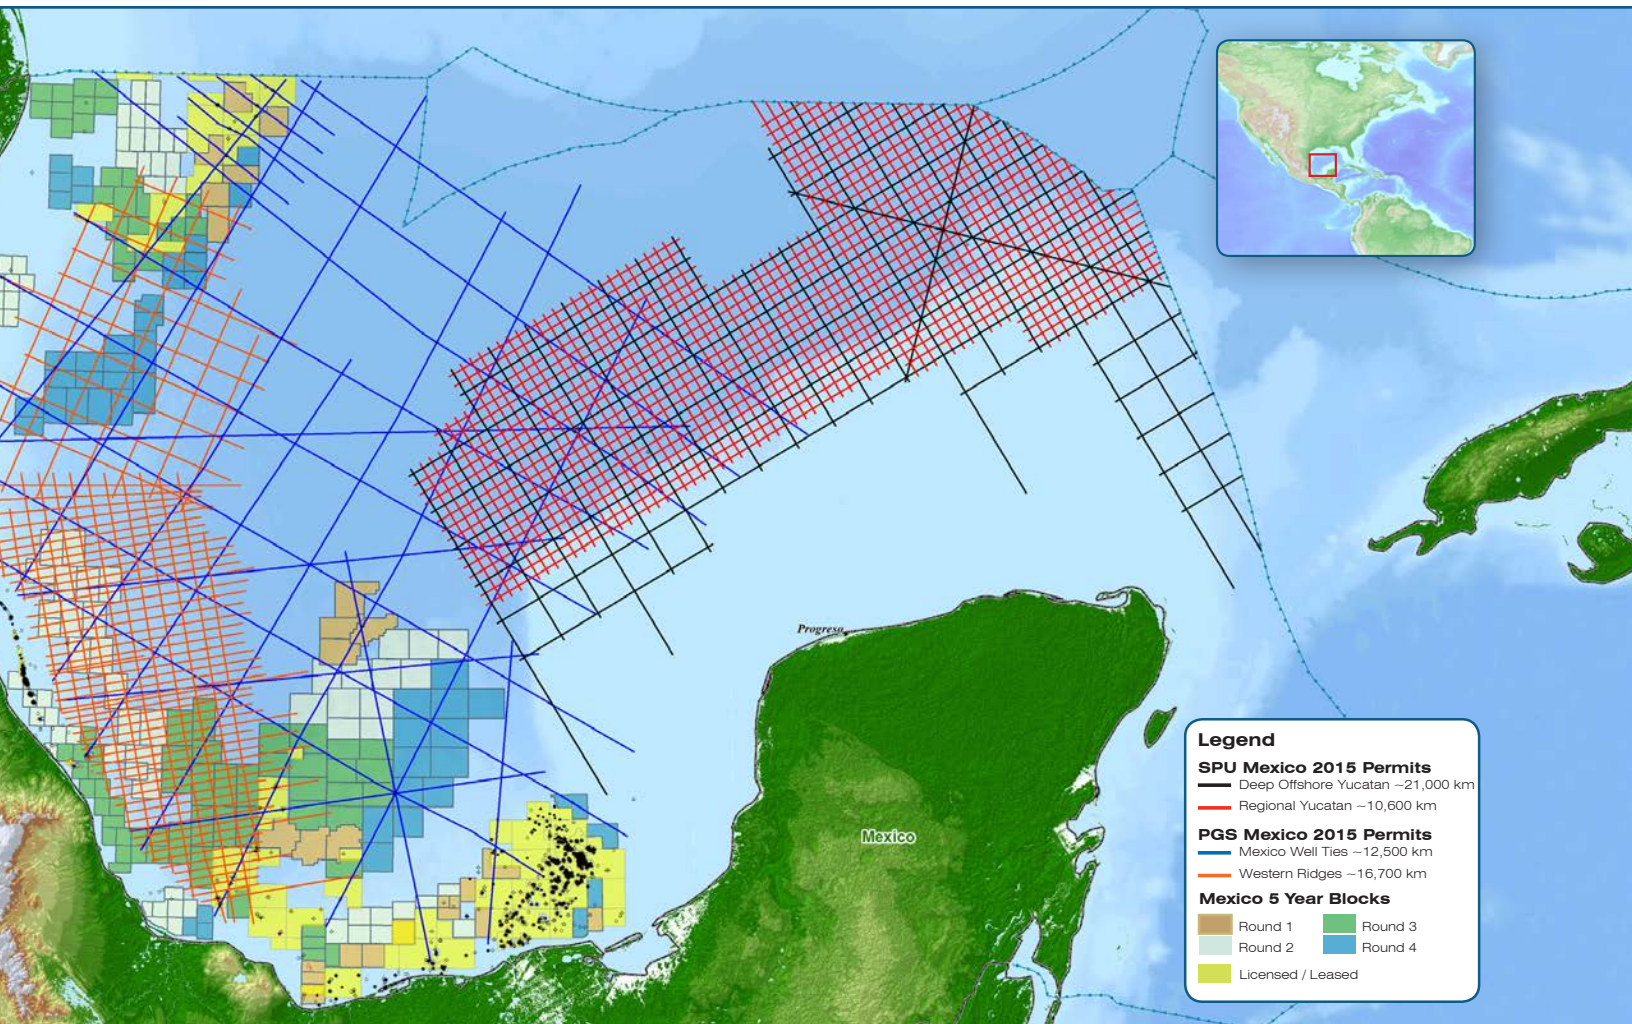 Progreso
Mexico
Legend
SPU Mexico 2015 Permits
Deep Offshore Yucatan ~21,000 km
Regional Yucatan ~10,600 km
PGS Mexico 2015 Permits
Mexico Well Ties ~12,500 km
Western Ridges ~16,700 km
Mexico 5 Year Blocks
Round 1
Round 3
Round 2
Round 4
Licensed / Leased